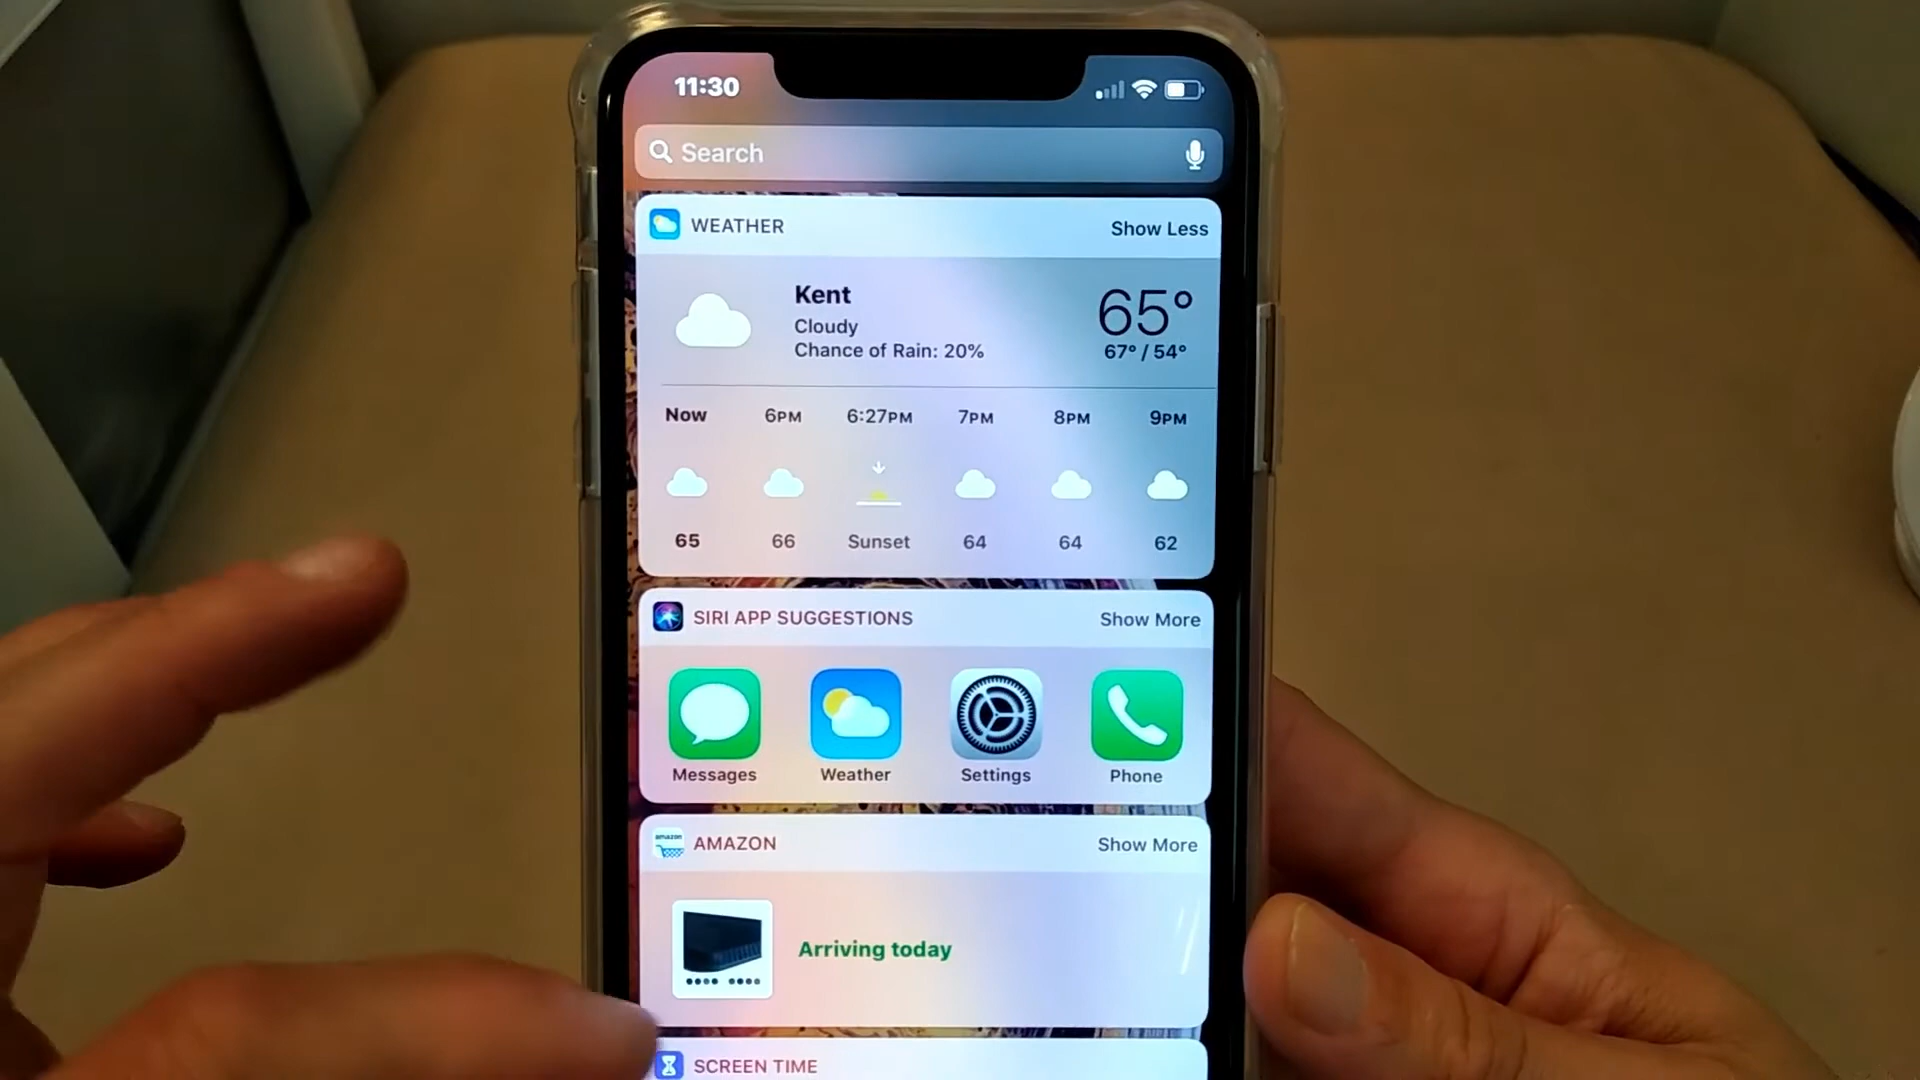 11:30
Search
WEATHER
Show Less
Kent
Cloudy
Chance of Rain: 20%
65°
67° / 54°
Now 6PM 6:27PM 7PM 8PM 9PM
65 66 Sunset 64 64 62
SIRI APP SUGGESTIONS
Show More
Messages Weather Settings Phone
amazon
AMAZON
Show More
Arriving today
SCREEN TIME